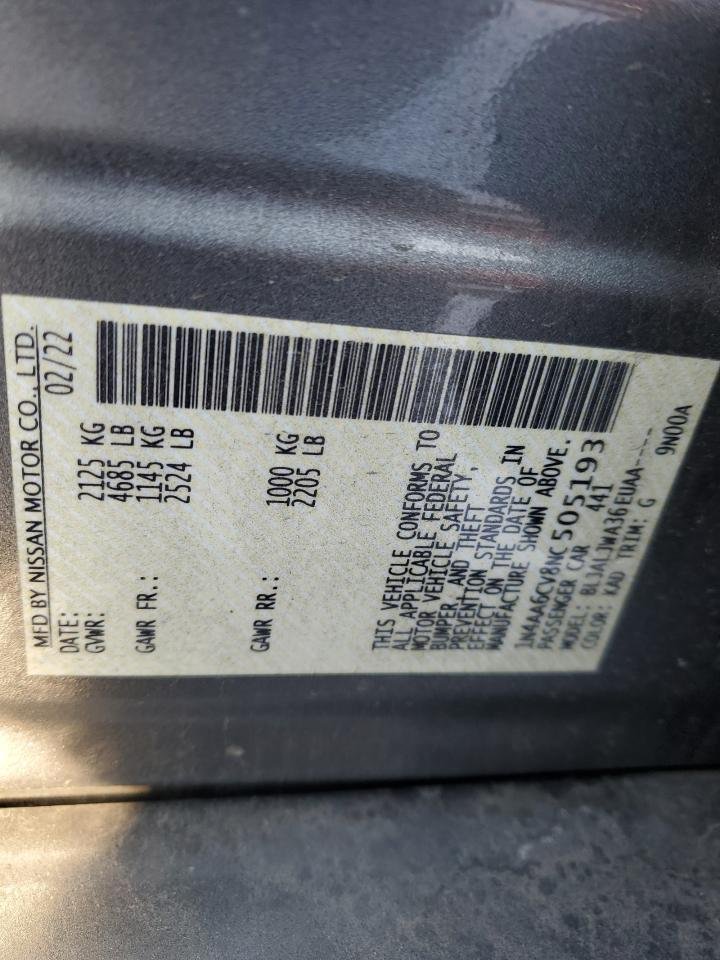 MFD BY NISSAN MOTOR CO., LTD.
DATE: 02/22
GVWR: 2125 KG
4685 LB
GAWR FR.: 1145 KG
2524 LB
GAWR RR.: 1000 KG
2205 LB
THIS VEHICLE CONFORMS TO
ALL APPLICABLE FEDERAL
MOTOR VEHICLE SAFETY,
BUMPER, AND THEFT
PREVENTION STANDARDS IN
EFFECT ON THE DATE OF
MANUFACTURE SHOWN ABOVE.
1N4AA6CV8NC505193
PASSENGER CAR 441
MODEL: BLJALJWA36EUAA----
COLOR: KAD TRIM: G 9N00A